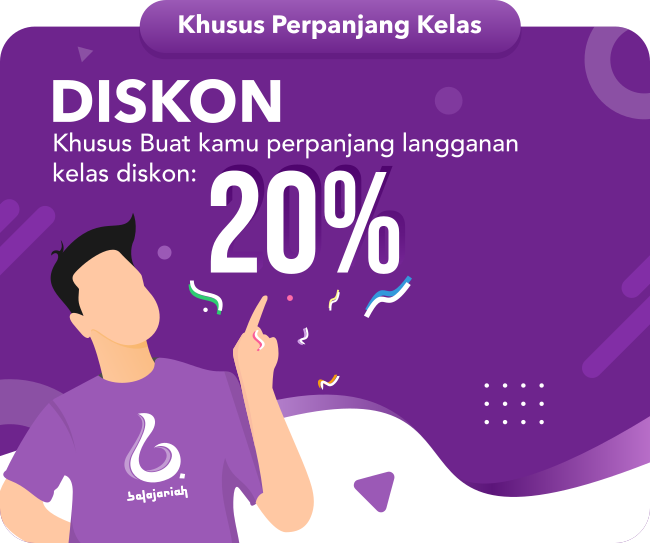 Khusus Perpanjang Kelas
DISKON
Khusus Buat kamu perpanjang langganan
kelas diskon:
20%
belajariah